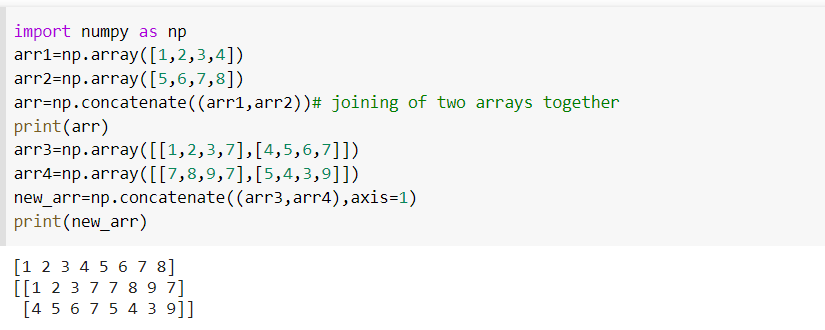 import numpy as np
arr1=np.array([1,2,3,4])
arr2=np.array([5,6,7,8])
arr=np.concatenate((arr1,arr2))# joining of two arrays together
print(arr)
arr3=np.array([[1,2,3,7],[4,5,6,7]])
arr4=np.array([[7,8,9,7],[5,4,3,9]])
new_arr=np.concatenate((arr3,arr4),axis=1)
print(new_arr)
[1 2 3 4 5 6 7 8]
[[1 2 3 7 7 8 9 7]
 [4 5 6 7 5 4 3 9]]